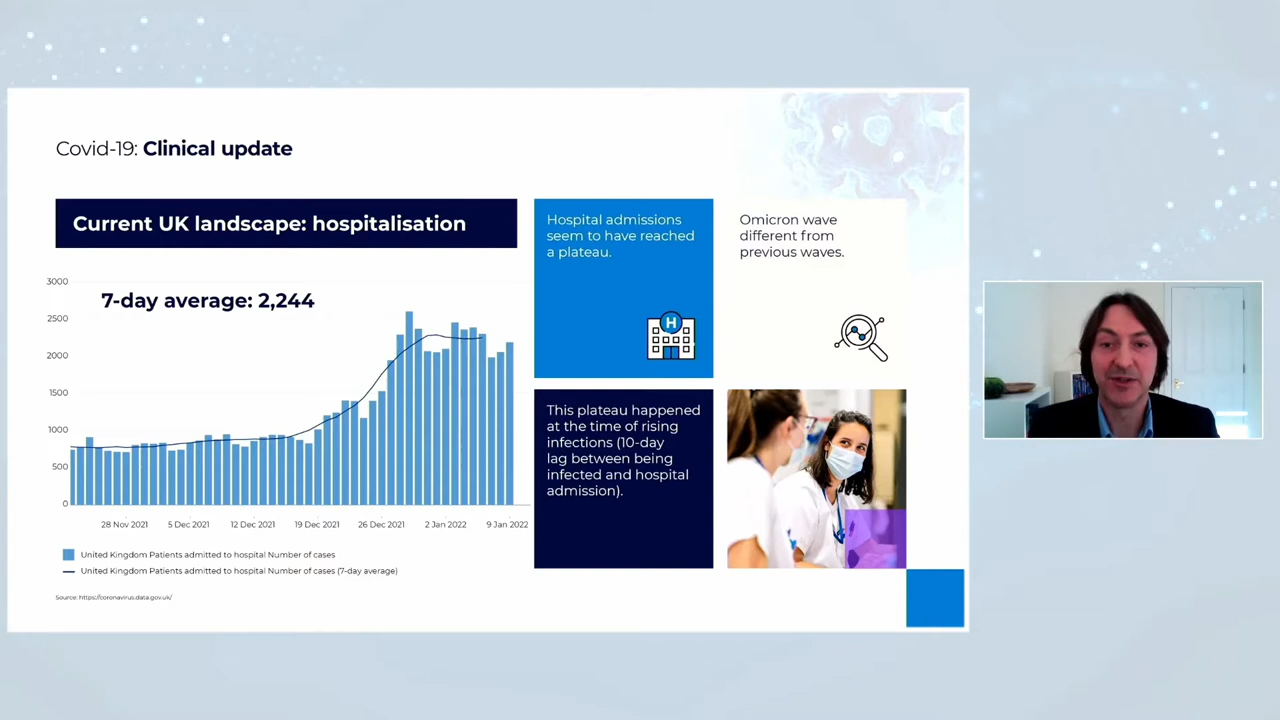 Covid-19: Clinical update
Current UK landscape: hospitalisation
7-day average: 2,244
3000
2500
2000
1500
1000
500
0
28 Nov 2021
5 Dec 2021
12 Dec 2021
19 Dec 2021
26 Dec 2021
2 Jan 2022
9 Jan 2022
United Kingdom Patients admitted to hospital Number of cases
United Kingdom Patients admitted to hospital Number of cases (7-day average)
Source: https://coronavirus.data.gov.uk/
Hospital admissions
seem to have reached
a plateau.
H
Omicron wave
different from
previous waves.
This plateau happened
at the time of rising
infections (10-day
lag between being
infected and hospital
admission).